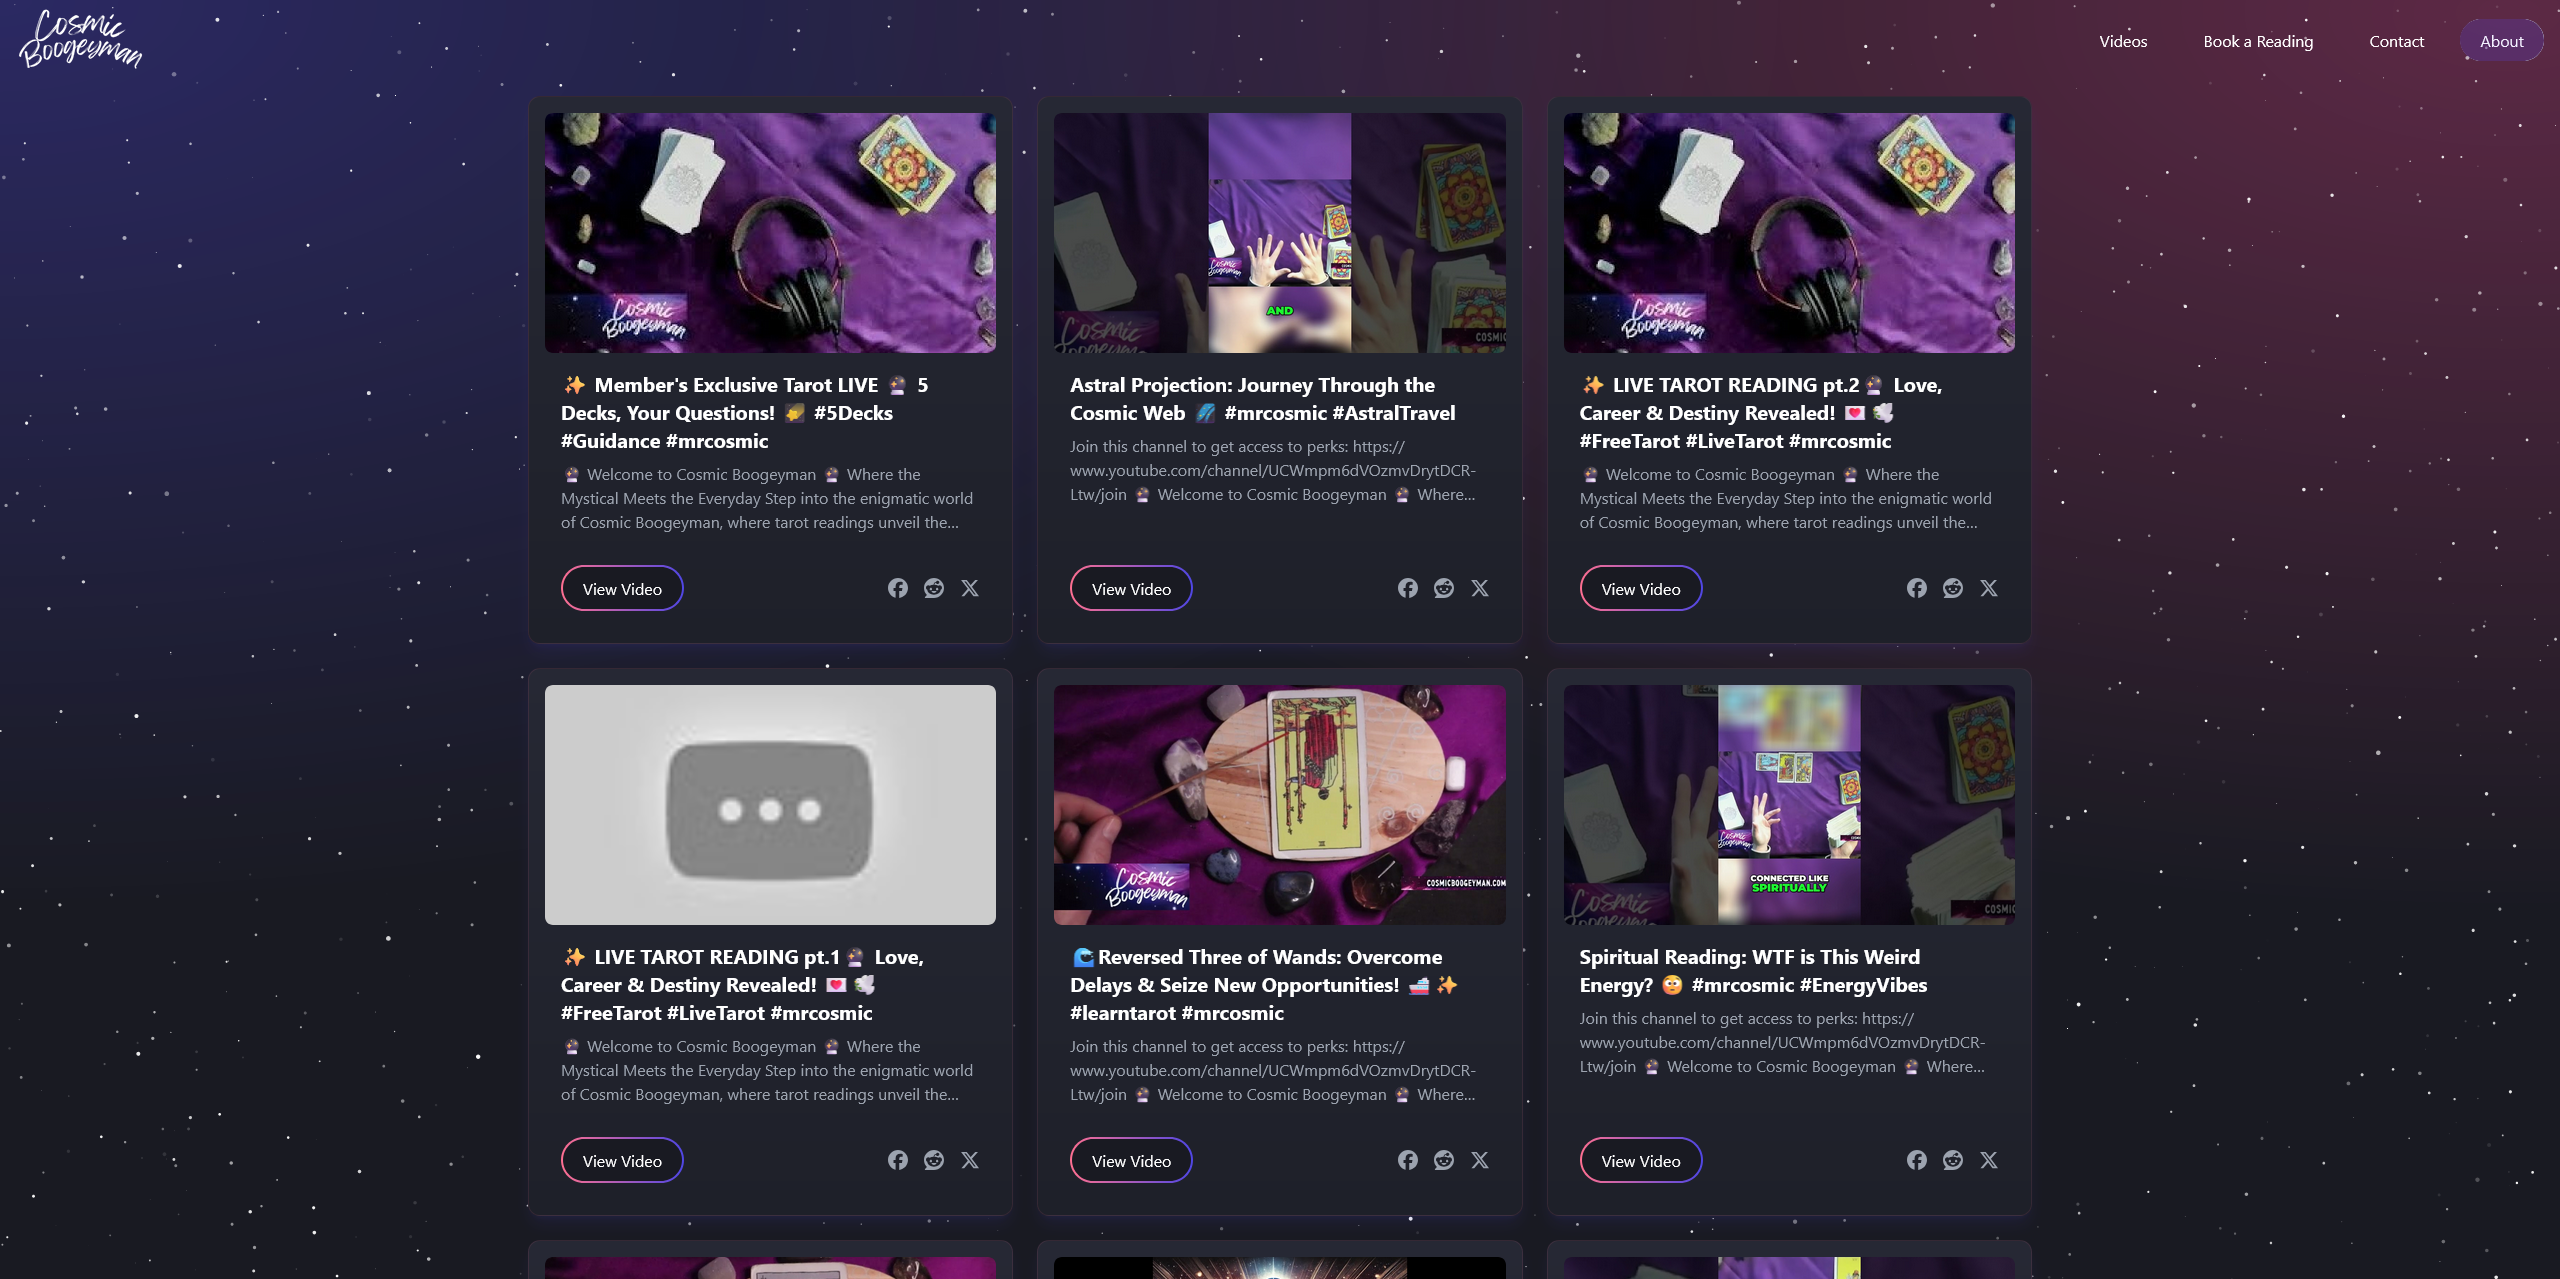 Cosmic
Boogeyman
Videos
Book a Reading
Contact
About
Cosmic
Boogeyman
✨ Member's Exclusive Tarot LIVE 🔮 5
Decks, Your Questions! 🌠 #5Decks
#Guidance #mrcosmic
🔮 Welcome to Cosmic Boogeyman 🔮 Where the
Mystical Meets the Everyday Step into the enigmatic world
of Cosmic Boogeyman, where tarot readings unveil the...
View Video
Cosmic
Boogeyman
AND
COSMIC
Astral Projection: Journey Through the
Cosmic Web 🌌 #mrcosmic #AstralTravel
Join this channel to get access to perks: https://
www.youtube.com/channel/UCWmpm6dVOzmvDrytDCR-
Ltw/join 🔮 Welcome to Cosmic Boogeyman 🔮 Where...
View Video
Cosmic
Boogeyman
✨ LIVE TAROT READING pt.2🔮 Love,
Career & Destiny Revealed! 💌🕊️
#FreeTarot #LiveTarot #mrcosmic
🔮 Welcome to Cosmic Boogeyman 🔮 Where the
Mystical Meets the Everyday Step into the enigmatic world
of Cosmic Boogeyman, where tarot readings unveil the...
View Video
✨ LIVE TAROT READING pt.1🔮 Love,
Career & Destiny Revealed! 💌🕊️
#FreeTarot #LiveTarot #mrcosmic
🔮 Welcome to Cosmic Boogeyman 🔮 Where the
Mystical Meets the Everyday Step into the enigmatic world
of Cosmic Boogeyman, where tarot readings unveil the...
View Video
Cosmic
Boogeyman
COSMICBOOGEYMAN.COM
🌊Reversed Three of Wands: Overcome
Delays & Seize New Opportunities! 🚢✨
#learntarot #mrcosmic
Join this channel to get access to perks: https://
www.youtube.com/channel/UCWmpm6dVOzmvDrytDCR-
Ltw/join 🔮 Welcome to Cosmic Boogeyman 🔮 Where...
View Video
CONNECTED LIKE
SPIRITUALLY
Cosmic
Boogeyman
COSMI
Spiritual Reading: WTF is This Weird
Energy? 😳 #mrcosmic #EnergyVibes
Join this channel to get access to perks: https://
www.youtube.com/channel/UCWmpm6dVOzmvDrytDCR-
Ltw/join 🔮 Welcome to Cosmic Boogeyman 🔮 Where...
View Video